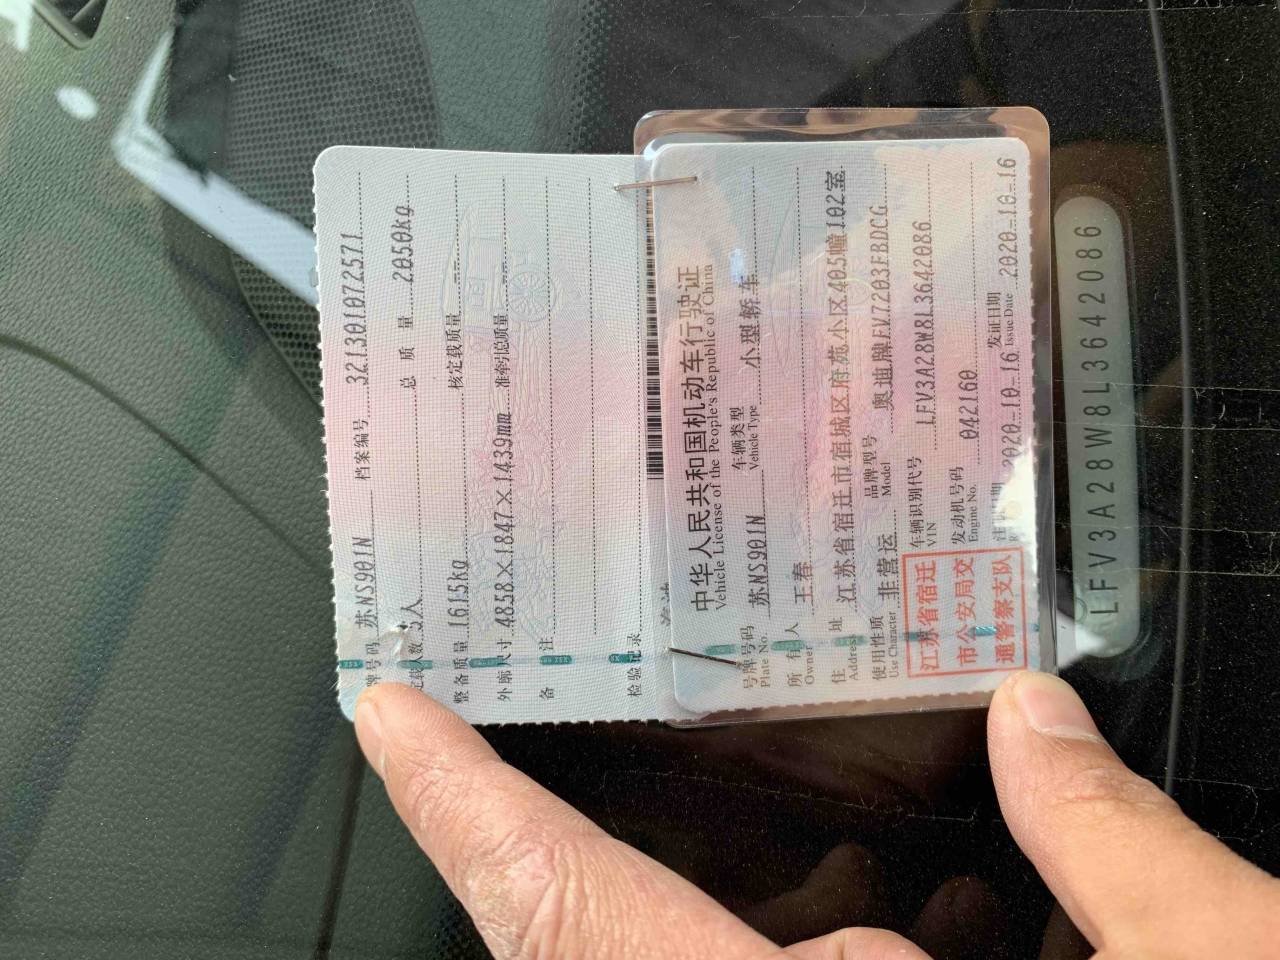 中华人民共和国机动车行驶证
Vehicle License of the People's Republic of China
号牌号码 苏NS901N 车辆类型 小型轿车
Plate No. Vehicle Type
所有人 王春
Owner
住址 江苏省宿迁市宿城区府苑小区405幢102室
Address
使用性质 非营运 品牌型号 奥迪牌FV7203FBDCG
Use Character Model
江苏省宿迁
市公安局交
通警察支队
车辆识别代号 LFV3A28W8L3642086
VIN
发动机号码 042160
Engine No.
2020-10-16 发证日期 2020-10-16
Issue Date
牌号码 苏NS901N 档案编号 321301072571
定载人数 5人 总质量 2050kg
整备质量 1615kg 核定载质量
外廓尺寸 4858×1847×1439mm 准牵引总质量
备注
检验记录
LFV3A28W8L3642086